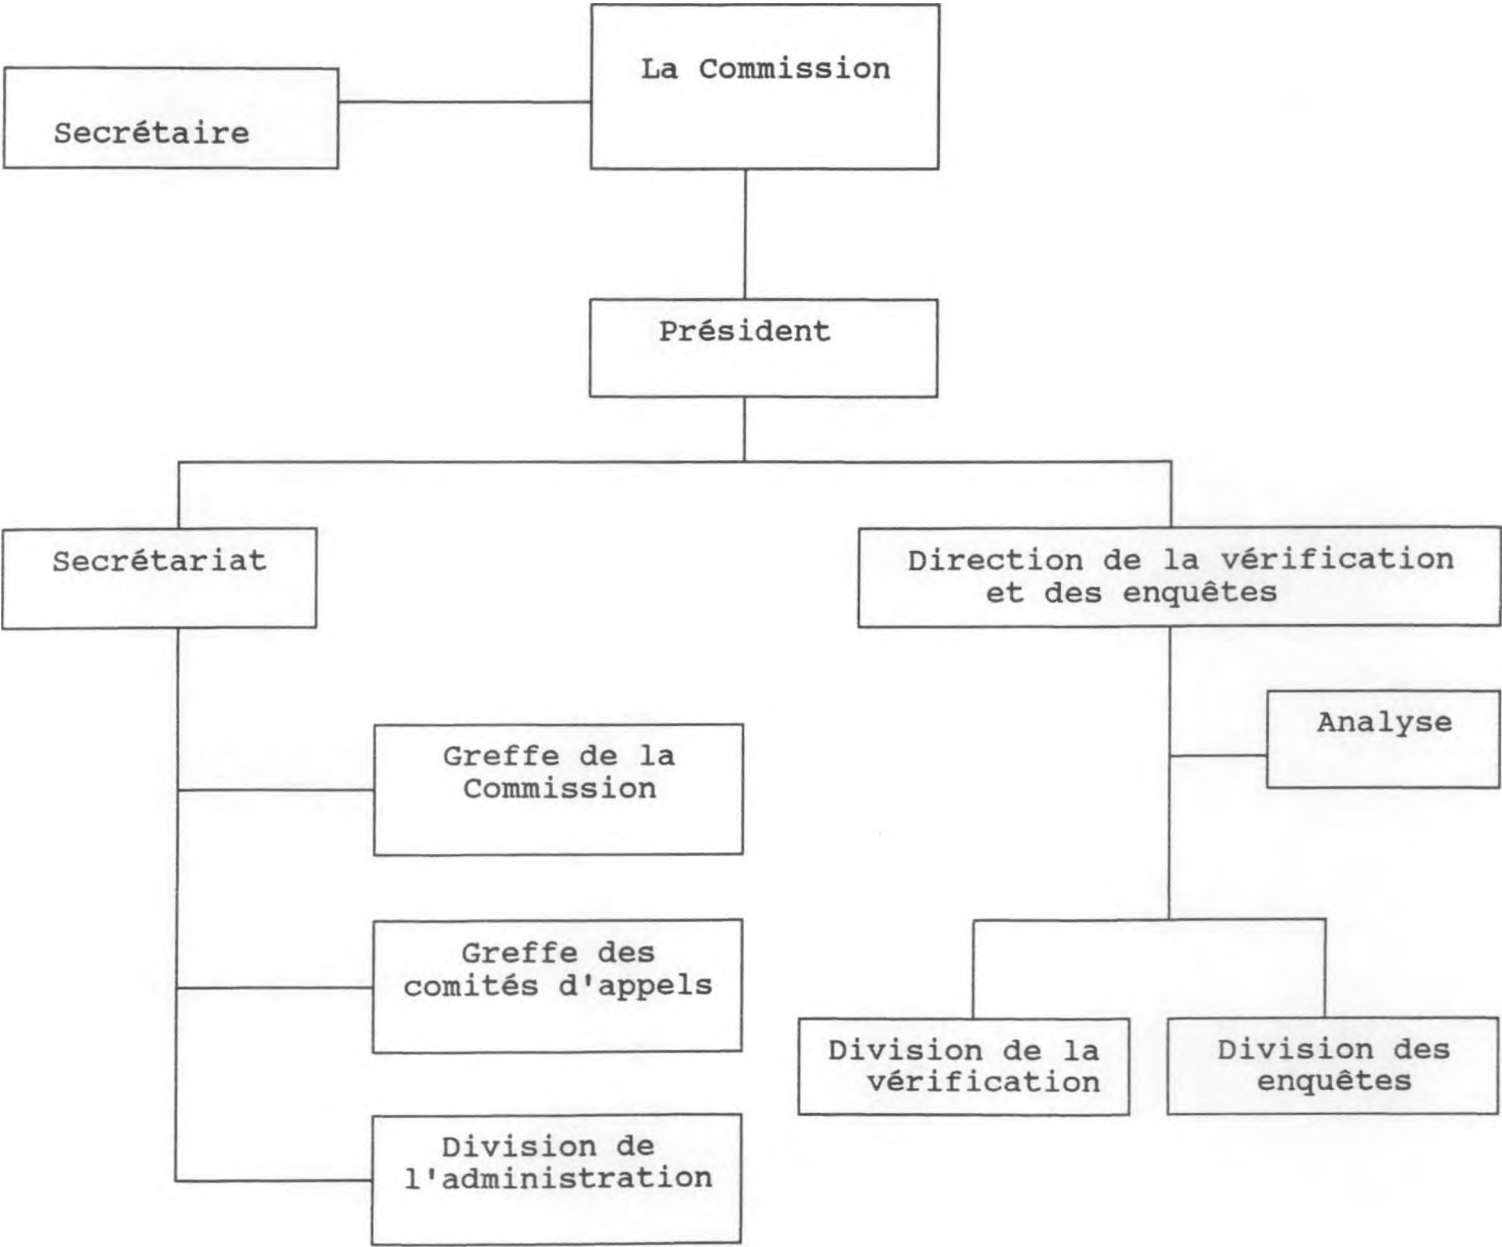 La Commission
Secrétaire
Président
Secrétariat
Direction de la vérification
et des enquêtes
Analyse
Greffe de la
Commission
Greffe des
comités d'appels
Division de
l'administration
Division de la
vérification
Division des
enquêtes